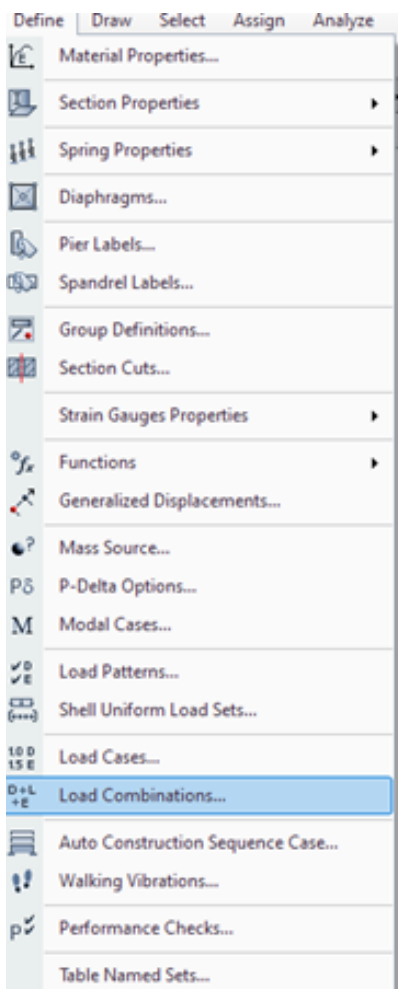 Define Draw Select Assign Analyze
Material Properties...
Section Properties
Spring Properties
Diaphragms...
Pier Labels...
Spandrel Labels...
Group Definitions...
Section Cuts...
Strain Gauges Properties
Functions
Generalized Displacements...
Mass Source...
Pδ P-Delta Options...
M Modal Cases...
Load Patterns...
Shell Uniform Load Sets...
Load Cases...
Load Combinations...
Auto Construction Sequence Case...
Walking Vibrations...
Performance Checks...
Table Named Sets...